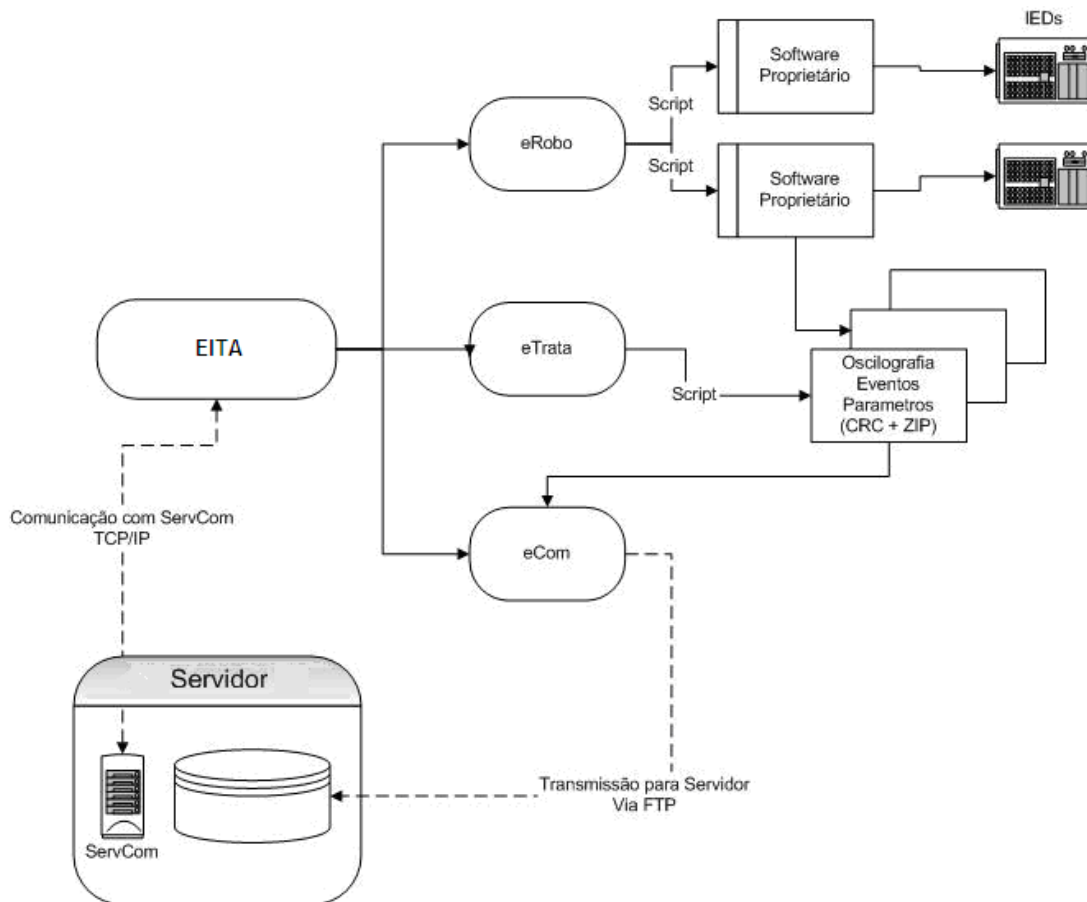 IEDs
Software
Proprietário
Script
eRobo
Script
Software
Proprietário
EITA
eTrata
Script
Oscilografia
Eventos
Parametros
(CRC + ZIP)
Comunicação com ServCom
TCP/IP
eCom
Servidor
Transmissão para Servidor
Via FTP
ServCom